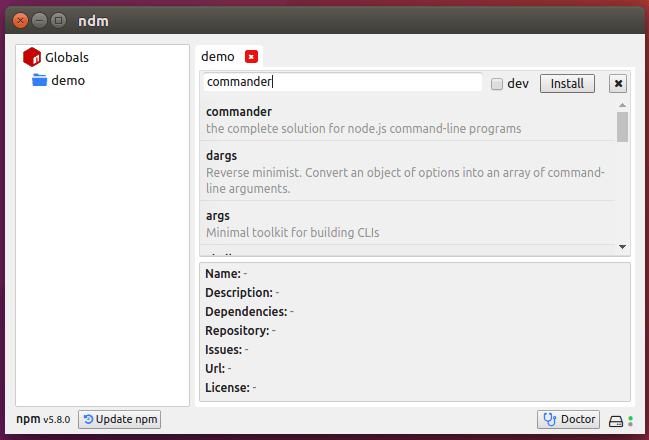 ndm
Globals
demo
demo
commander
dev
Install
commander
the complete solution for node.js command-line programs
dargs
Reverse minimist. Convert an object of options into an array of command-
line arguments.
args
Minimal toolkit for building CLIs
Name: -
Description: -
Dependencies: -
Repository: -
Issues: -
Url: -
License: -
npm v5.8.0
Update npm
Doctor